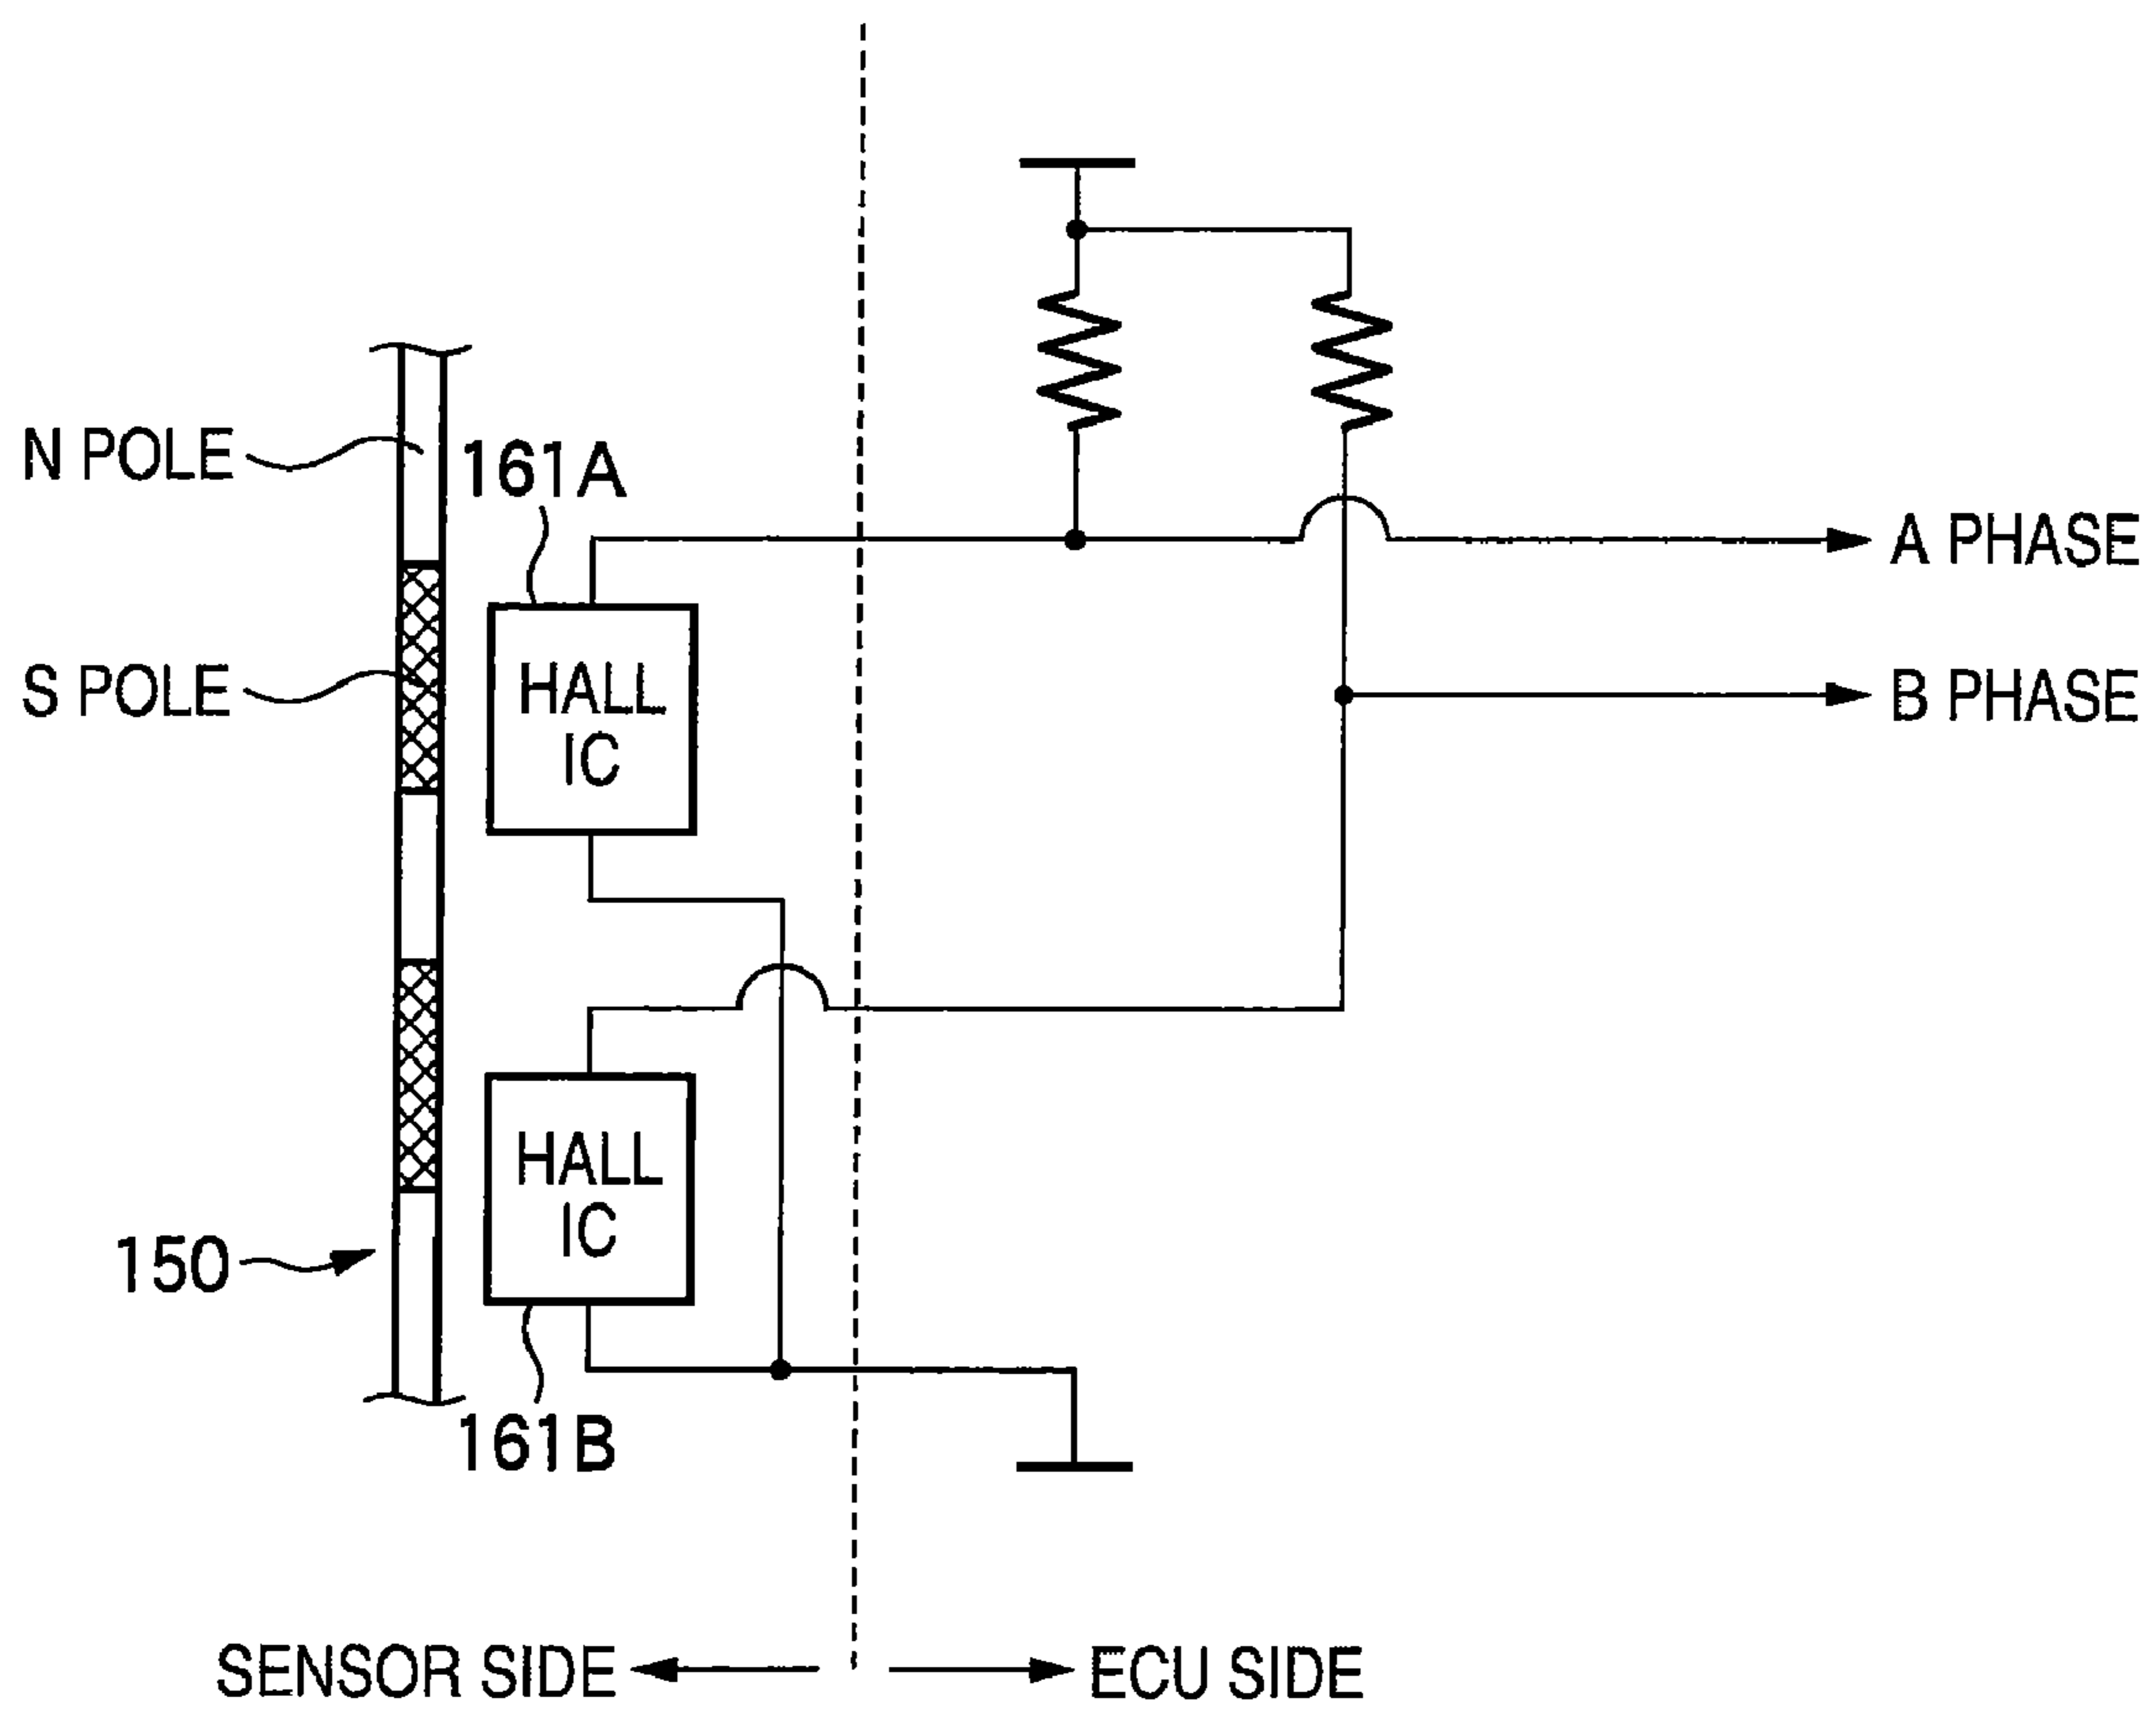 N POLE
161A
A PHASE
S POLE
HALL
IC
B PHASE
HALL
IC
150
161B
SENSOR SIDE
ECU SIDE